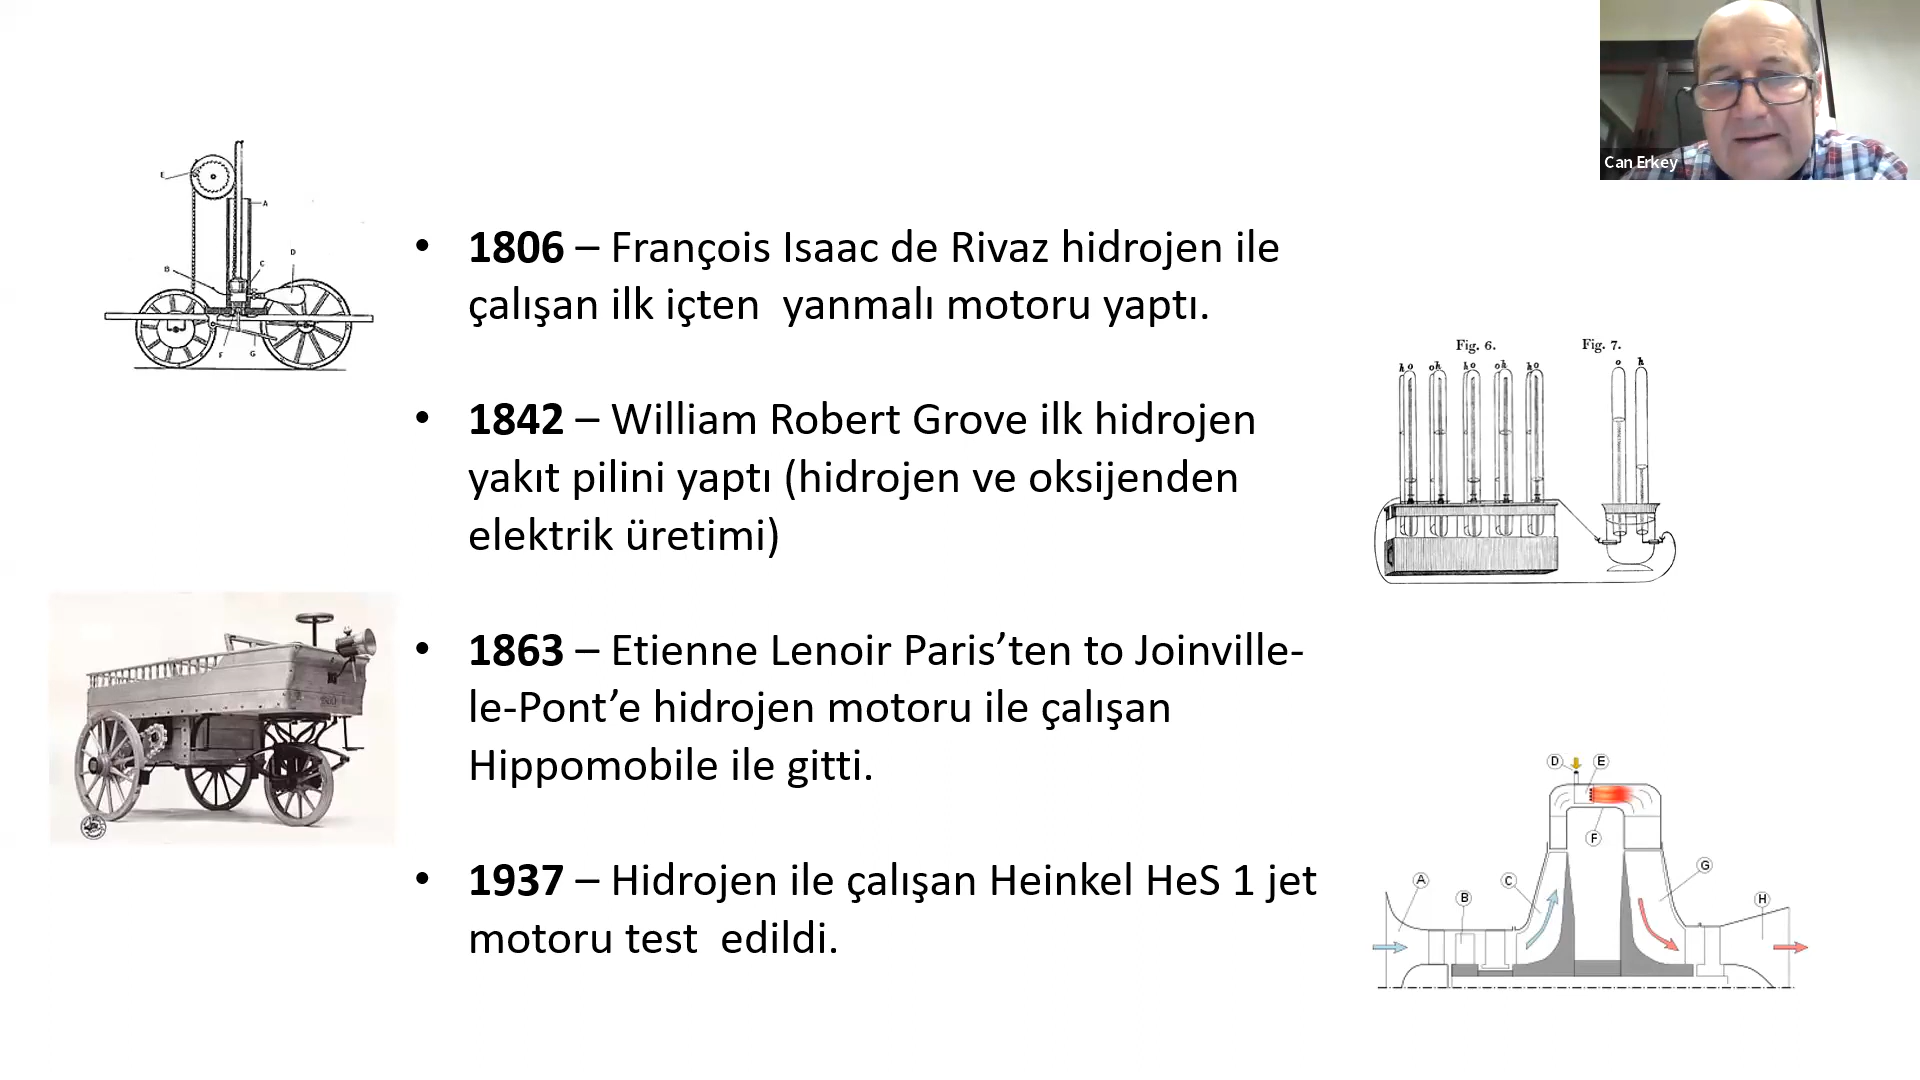 Can Erkey
• 1806 – François Isaac de Rivaz hidrojen ile
çalışan ilk içten  yanmalı motoru yaptı.
• 1842 – William Robert Grove ilk hidrojen
yakıt pilini yaptı (hidrojen ve oksijenden
elektrik üretimi)
• 1863 – Etienne Lenoir Paris’ten to Joinville-
le-Pont’e hidrojen motoru ile çalışan
Hippomobile ile gitti.
• 1937 – Hidrojen ile çalışan Heinkel HeS 1 jet
motoru test  edildi.
E
A
D
C
B
F
G
Fig. 6.
Fig. 7.
h o
o h
h o
o h
h o
o
h
D
E
F
G
A
C
B
H